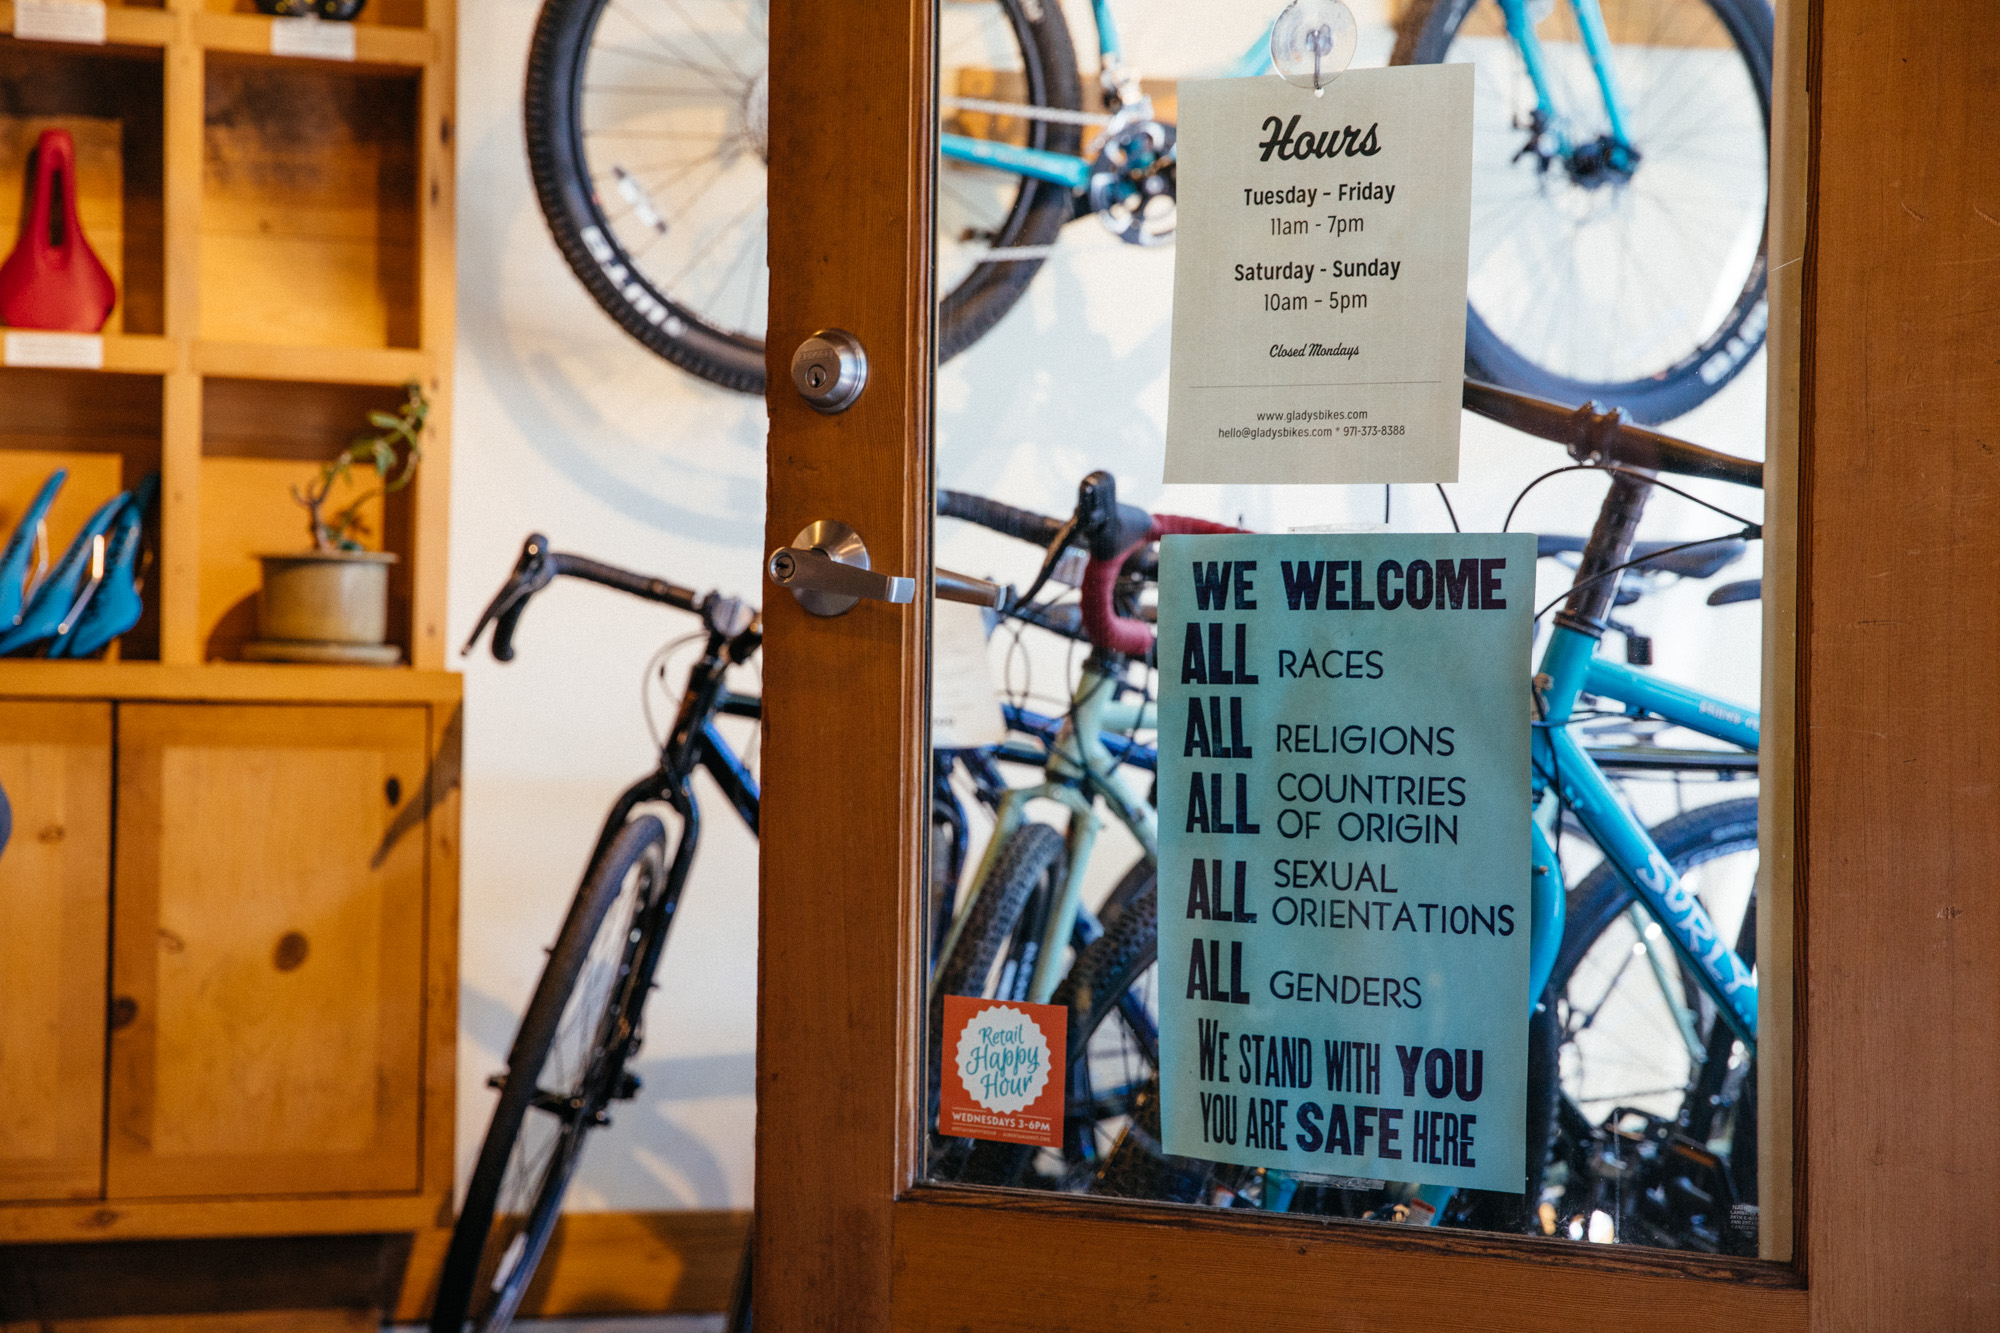 Hours
Tuesday - Friday
11am - 7pm
Saturday - Sunday
10am - 5pm
Closed Mondays
www.gladysbikes.com
hello@gladysbikes.com * 971-373-8388
WE WELCOME
ALL RACES
ALL RELIGIONS
ALL COUNTRIES
OF ORIGIN
ALL SEXUAL
ORIENTATIONS
ALL GENDERS
WE STAND WITH YOU
YOU ARE SAFE HERE
Retail
Happy
Hour
WEDNESDAYS 3-6PM
SURLY